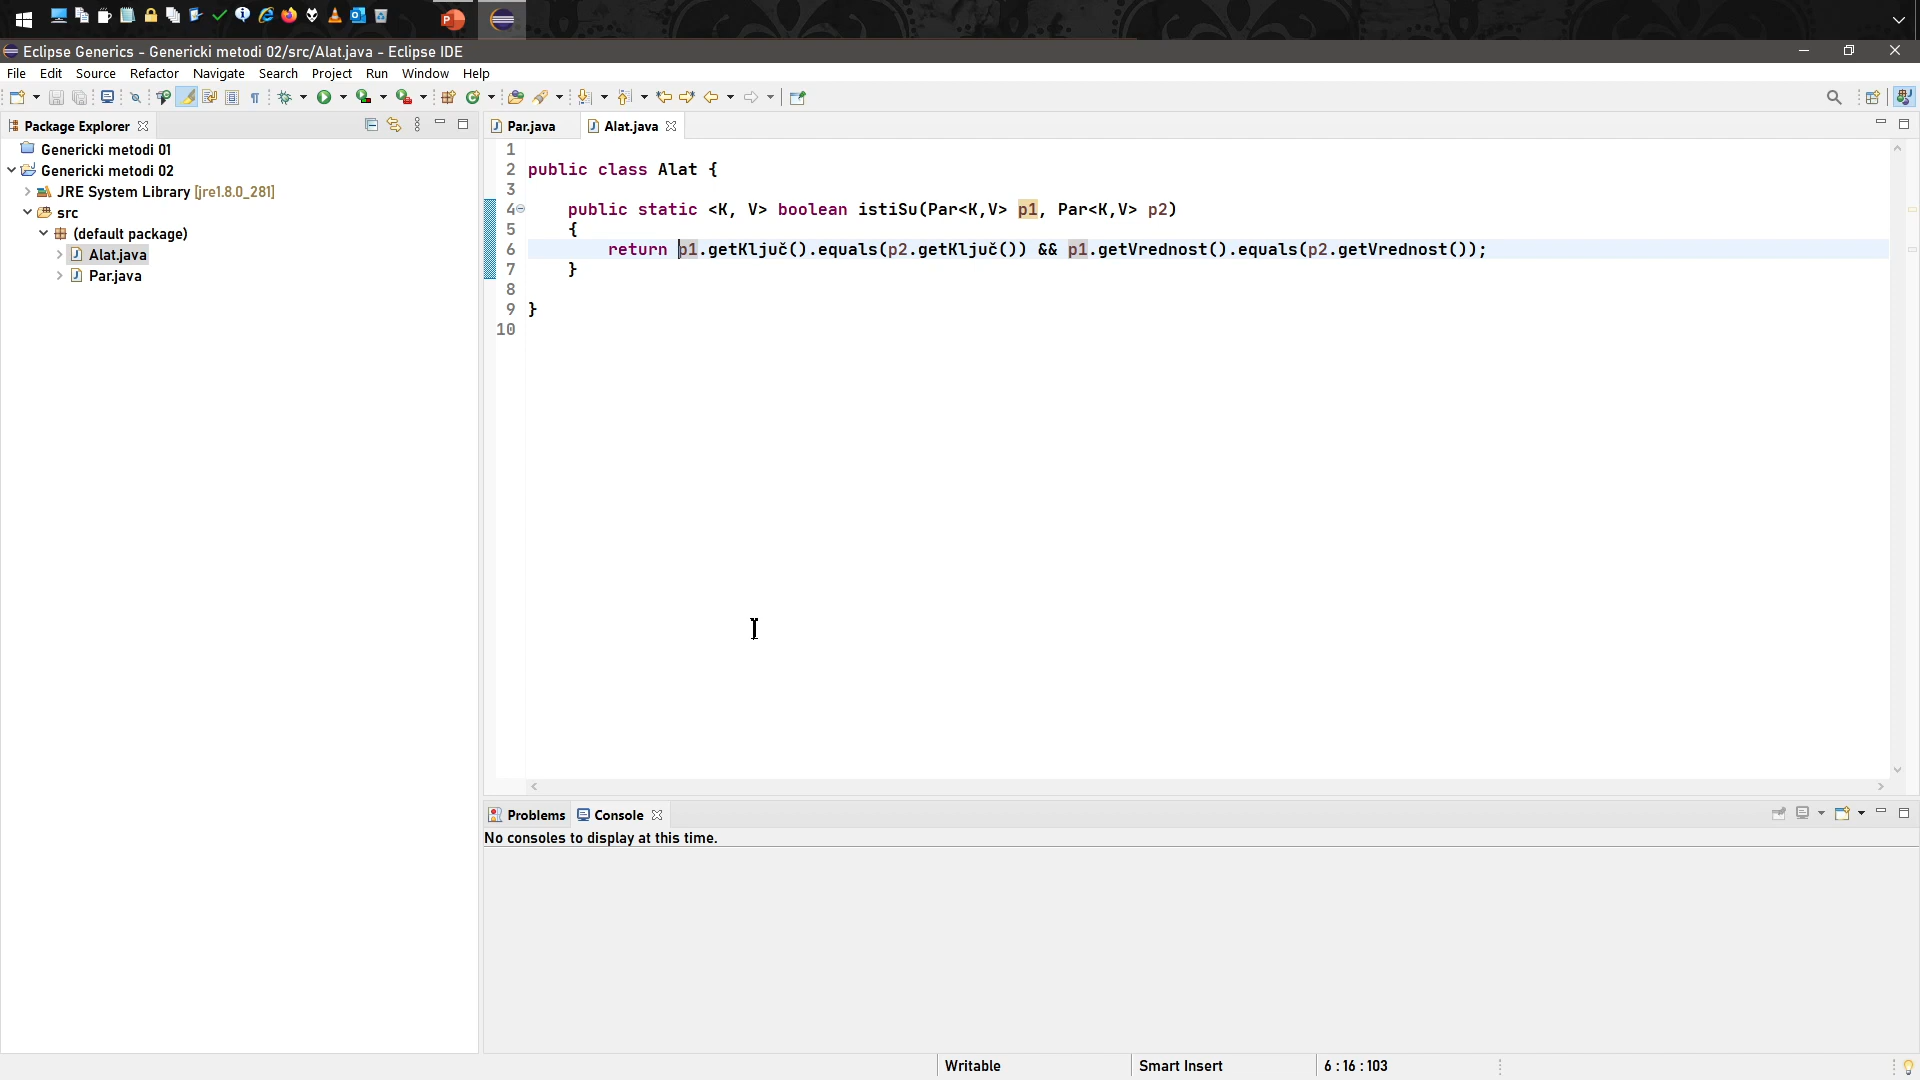 Eclipse Generics - Genericki metodi 02/src/Alat.java - Eclipse IDE
File Edit Source Refactor Navigate Search Project Run Window Help
Package Explorer
Par.java Alat.java
Genericki metodi 01
Genericki metodi 02
JRE System Library [jre1.8.0_281]
src
(default package)
Alat.java
Par.java
1
2 public class Alat {
3
4 public static <K, V> boolean istiSu(Par<K,V> p1, Par<K,V> p2)
5 {
6 return p1.getKljuč().equals(p2.getKljuč()) && p1.getVrednost().equals(p2.getVrednost());
7 }
8
9 }
10
Problems Console
No consoles to display at this time.
Writable Smart Insert 6 : 16 : 103